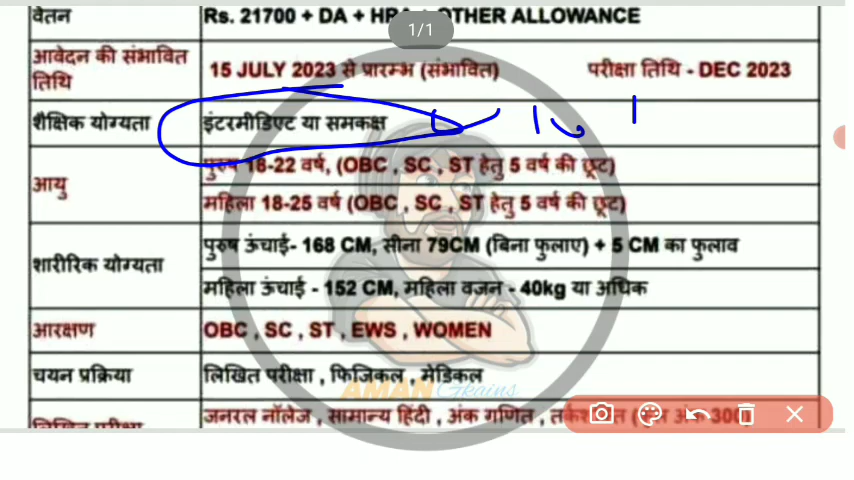 वेतन Rs. 21700 + DA + HRA + OTHER ALLOWANCE
1/1
आवेदन की संभावित तिथि 15 JULY 2023 से प्रारम्भ (संभावित) परीक्षा तिथि - DEC 2023
शैक्षिक योग्यता इंटरमीडिएट या समकक्ष
आयु पुरुष 18-22 वर्ष, (OBC , SC , ST हेतु 5 वर्ष की छूट)
महिला 18-25 वर्ष (OBC , SC , ST हेतु 5 वर्ष की छूट)
शारीरिक योग्यता पुरुष ऊंचाई- 168 CM, सीना 79CM (बिना फुलाए) + 5 CM का फुलाव
महिला ऊंचाई - 152 CM, महिला वजन - 40kg या अधिक
आरक्षण OBC , SC , ST , EWS , WOMEN
चयन प्रक्रिया लिखित परीक्षा , फिजिकल , मेडिकल
AMAN Gkains
लिखित परीक्षा जनरल नॉलेज , सामान्य हिंदी , अंक गणित , अंक 300)